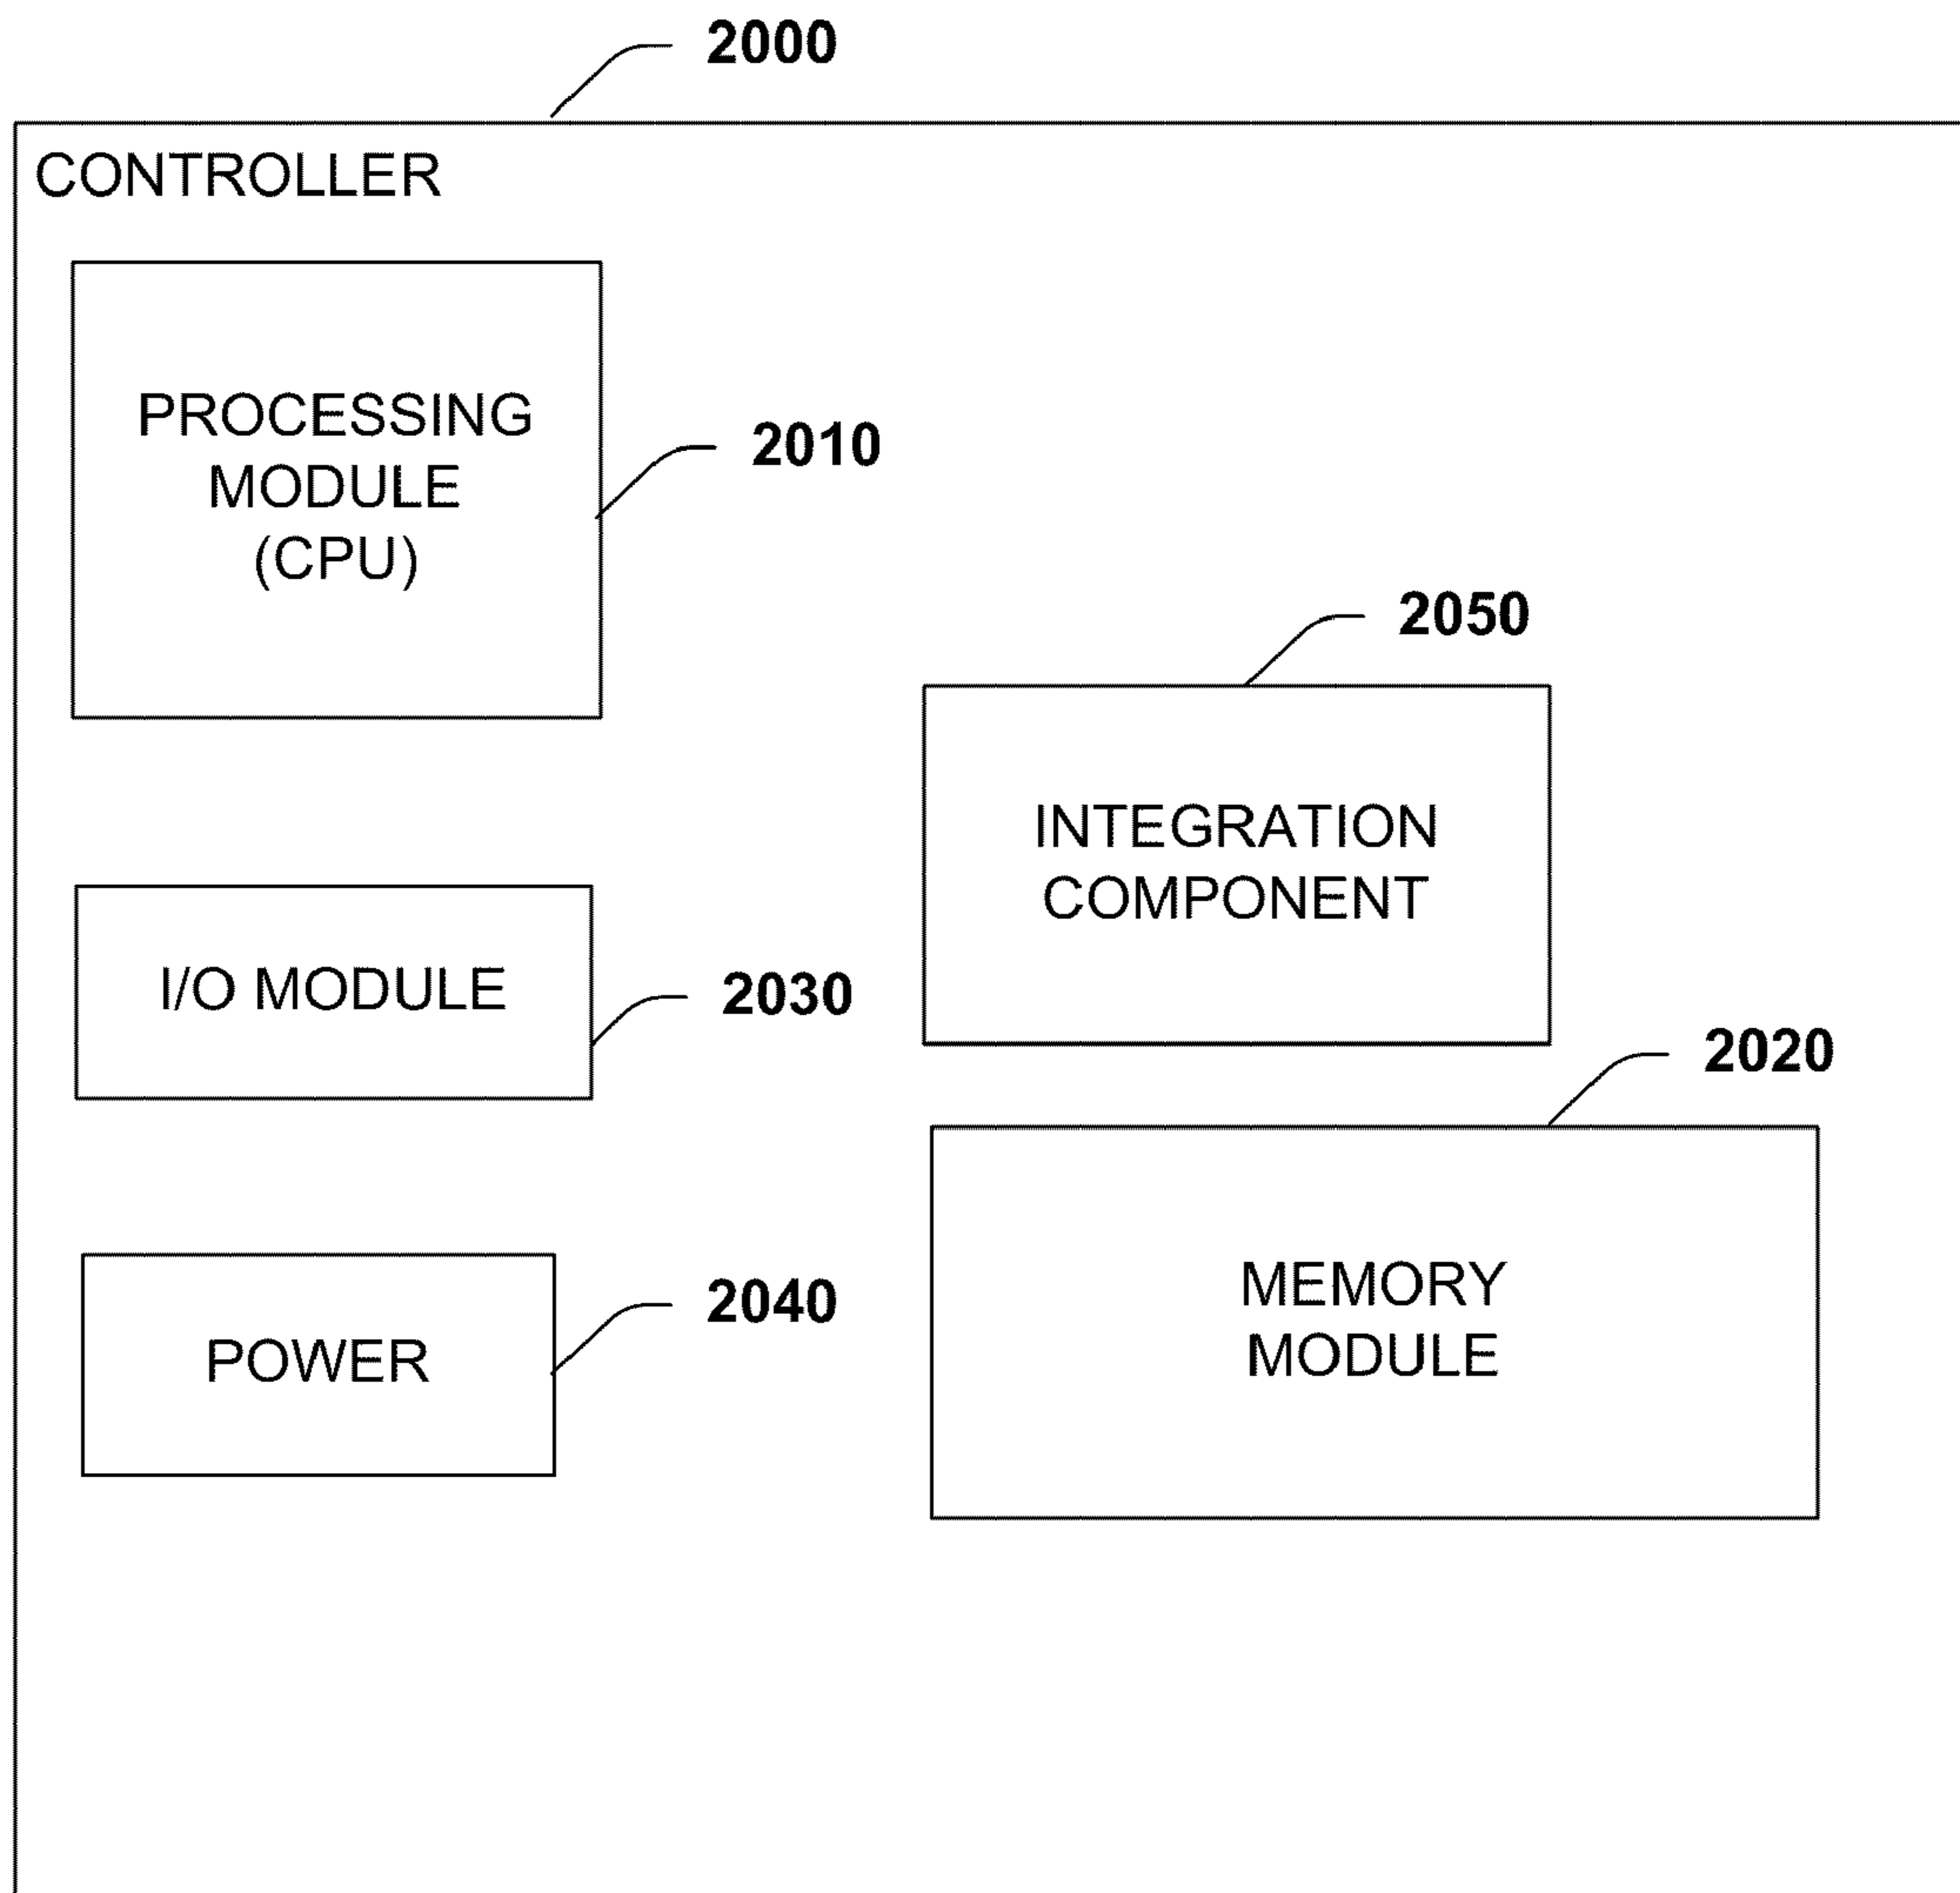 2000
CONTROLLER
PROCESSING
MODULE
(CPU)
2010
2050
INTEGRATION
COMPONENT
I/O MODULE
2030
2020
MEMORY
MODULE
POWER
2040